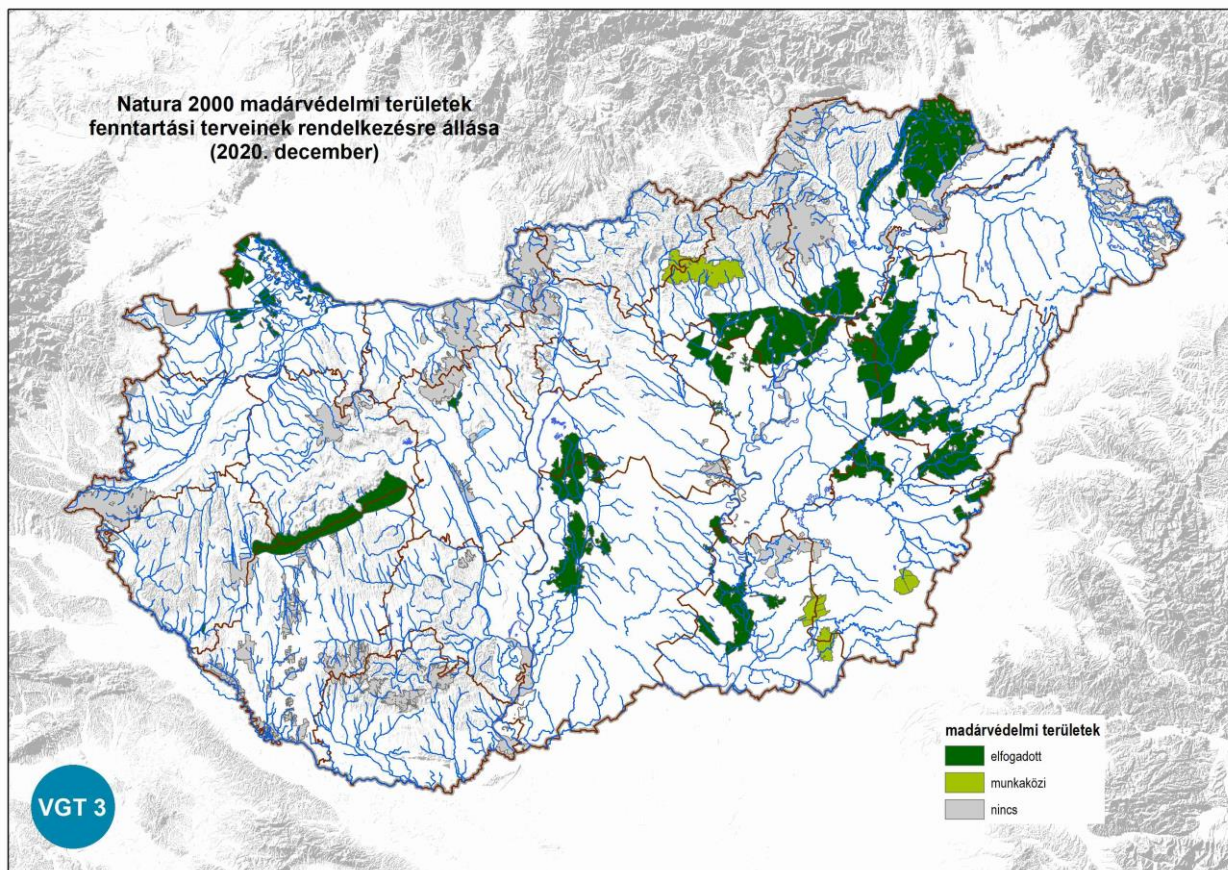 Natura 2000 madárvédelmi területek
fenntartási terveinek rendelkezésre állása
(2020. december)
madárvédelmi területek
elfogadott
munkaközi
nincs
VGT 3